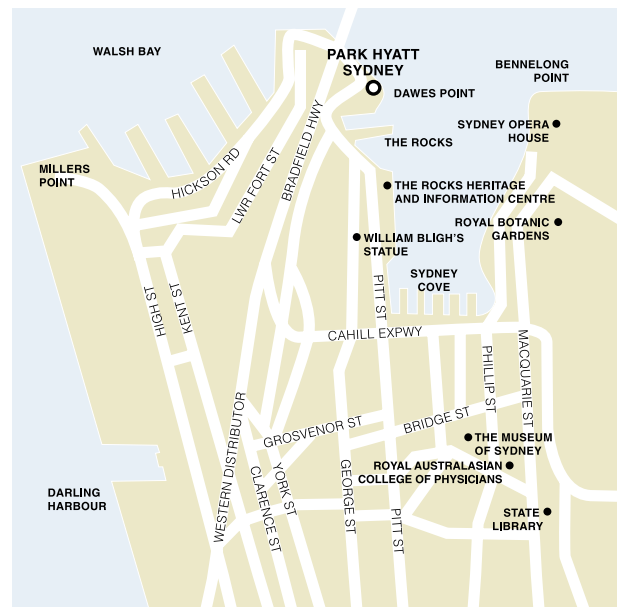 WALSH BAY
PARK HYATT
SYDNEY
BENNELONG
POINT
DAWES POINT
SYDNEY OPERA
HOUSE
THE ROCKS
MILLERS
POINT
HICKSON RD
LWR FORT ST
BRADFIELD HWY
THE ROCKS HERITAGE
AND INFORMATION CENTRE
ROYAL BOTANIC
GARDENS
WILLIAM BLIGH'S
STATUE
SYDNEY
COVE
HIGH ST
KENT ST
PITT ST
CAHILL EXPWY
PHILLIP ST
MACQUARIE ST
WESTERN DISTRIBUTOR
GROSVENOR ST
BRIDGE ST
THE MUSEUM
OF SYDNEY
ROYAL AUSTRALASIAN
COLLEGE OF PHYSICIANS
CLARENCE ST
YORK ST
GEORGE ST
PITT ST
DARLING
HARBOUR
STATE
LIBRARY